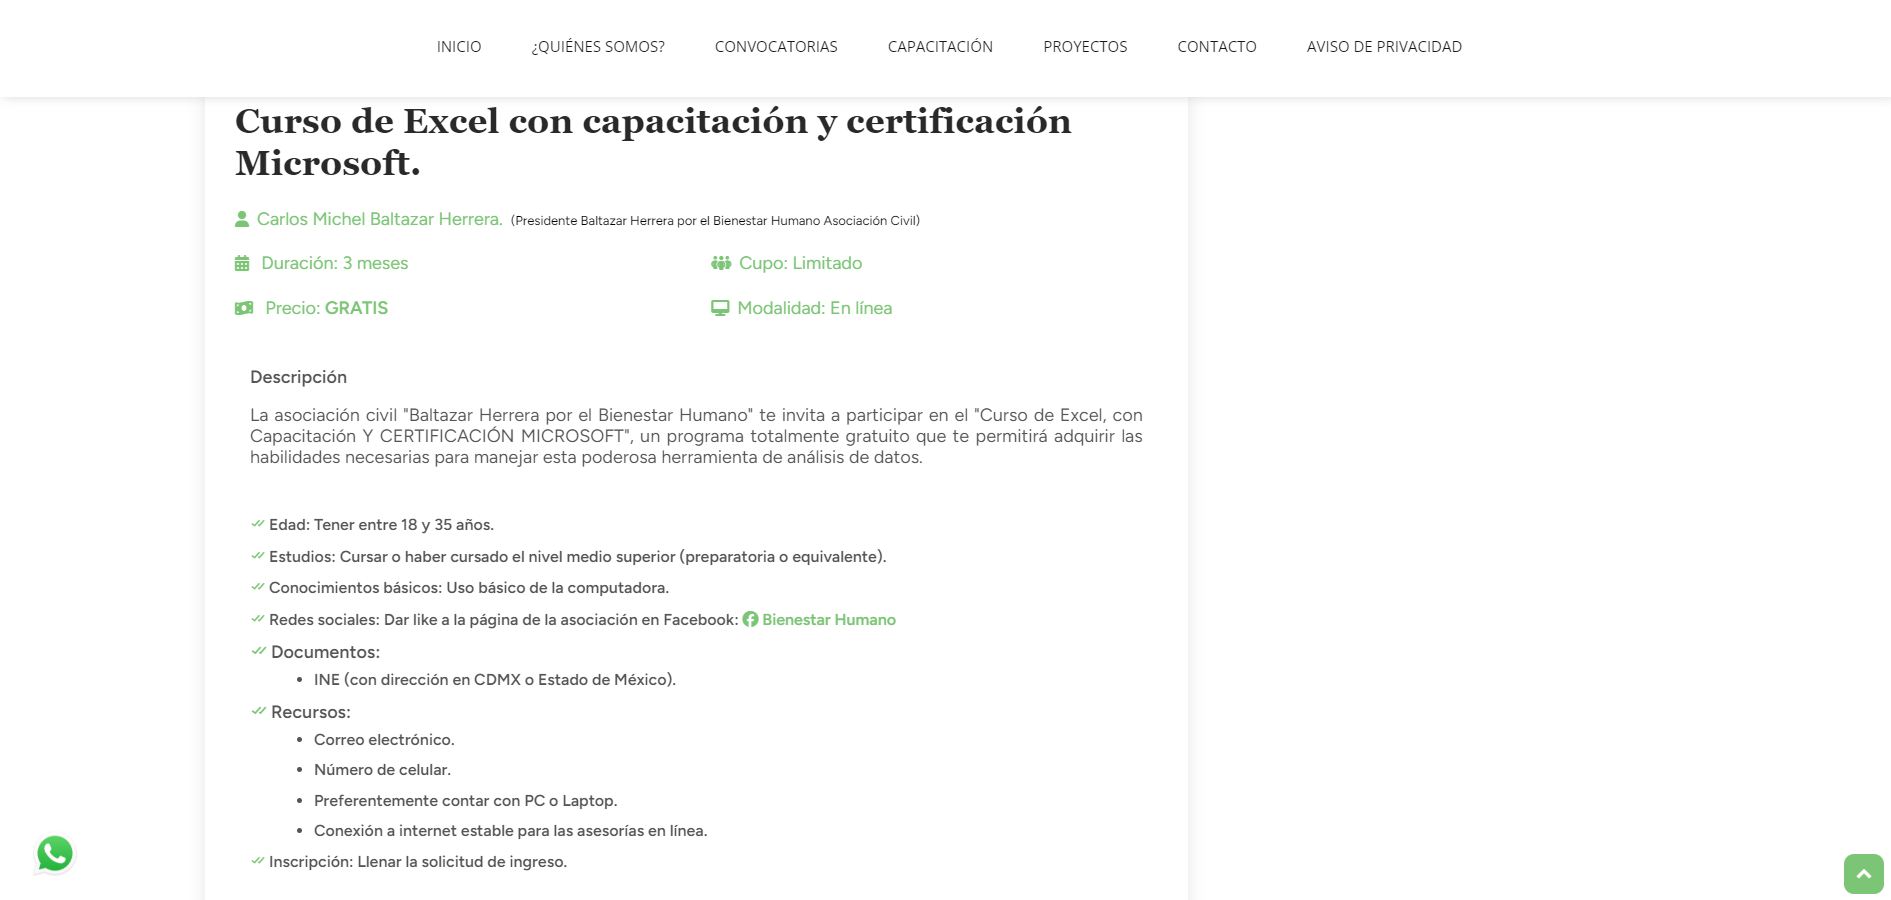 INICIO ¿QUIÉNES SOMOS? CONVOCATORIAS CAPACITACIÓN PROYECTOS CONTACTO AVISO DE PRIVACIDAD
Curso de Excel con capacitación y certificación
Microsoft.
Carlos Michel Baltazar Herrera. (Presidente Baltazar Herrera por el Bienestar Humano Asociación Civil)
Duración: 3 meses Cupo: Limitado
Precio: GRATIS Modalidad: En línea
Descripción
La asociación civil "Baltazar Herrera por el Bienestar Humano" te invita a participar en el "Curso de Excel, con
Capacitación Y CERTIFICACIÓN MICROSOFT", un programa totalmente gratuito que te permitirá adquirir las
habilidades necesarias para manejar esta poderosa herramienta de análisis de datos.
Edad: Tener entre 18 y 35 años.
Estudios: Cursar o haber cursado el nivel medio superior (preparatoria o equivalente).
Conocimientos básicos: Uso básico de la computadora.
Redes sociales: Dar like a la página de la asociación en Facebook: Bienestar Humano
Documentos:
• INE (con dirección en CDMX o Estado de México).
Recursos:
• Correo electrónico.
• Número de celular.
• Preferentemente contar con PC o Laptop.
• Conexión a internet estable para las asesorías en línea.
Inscripción: Llenar la solicitud de ingreso.